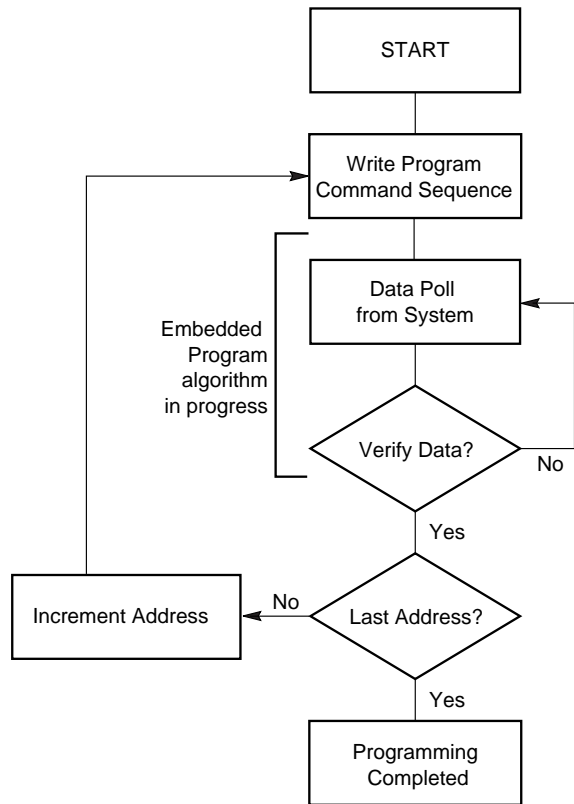 START
Write Program
Command Sequence
Data Poll
from System
Embedded
Program
algorithm
in progress
Verify Data?
No
Yes
Last Address?
No
Increment Address
Yes
Programming
Completed